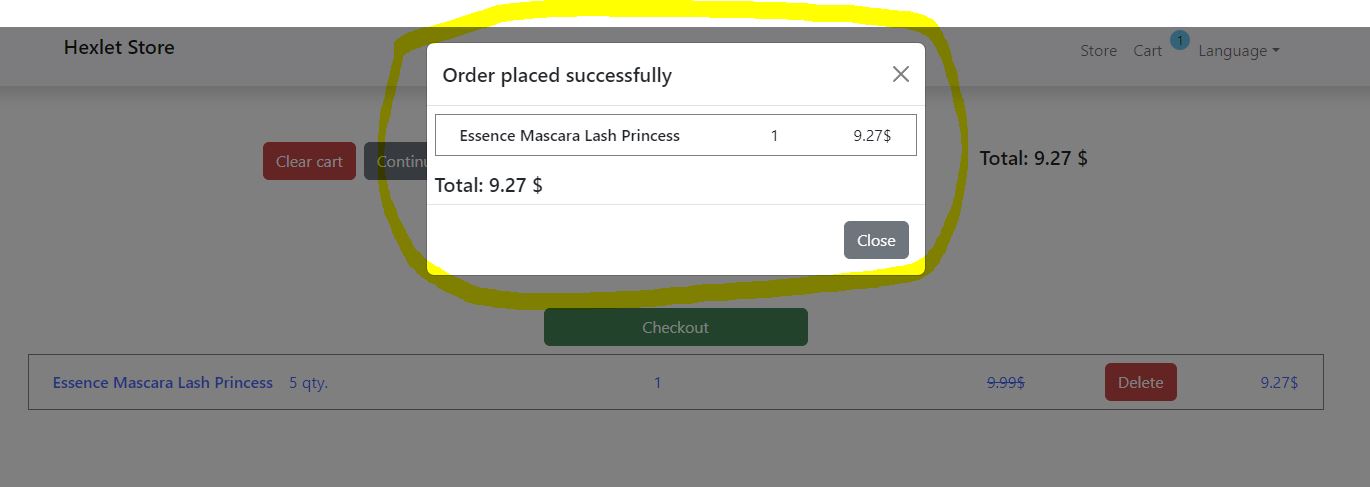 Hexlet Store
Store Cart 1 Language
Order placed successfully
Essence Mascara Lash Princess 1 9.27$
Total: 9.27 $
Close
Clear cart
Total: 9.27 $
Checkout
Essence Mascara Lash Princess 5 qty. 1 9.99$ Delete 9.27$